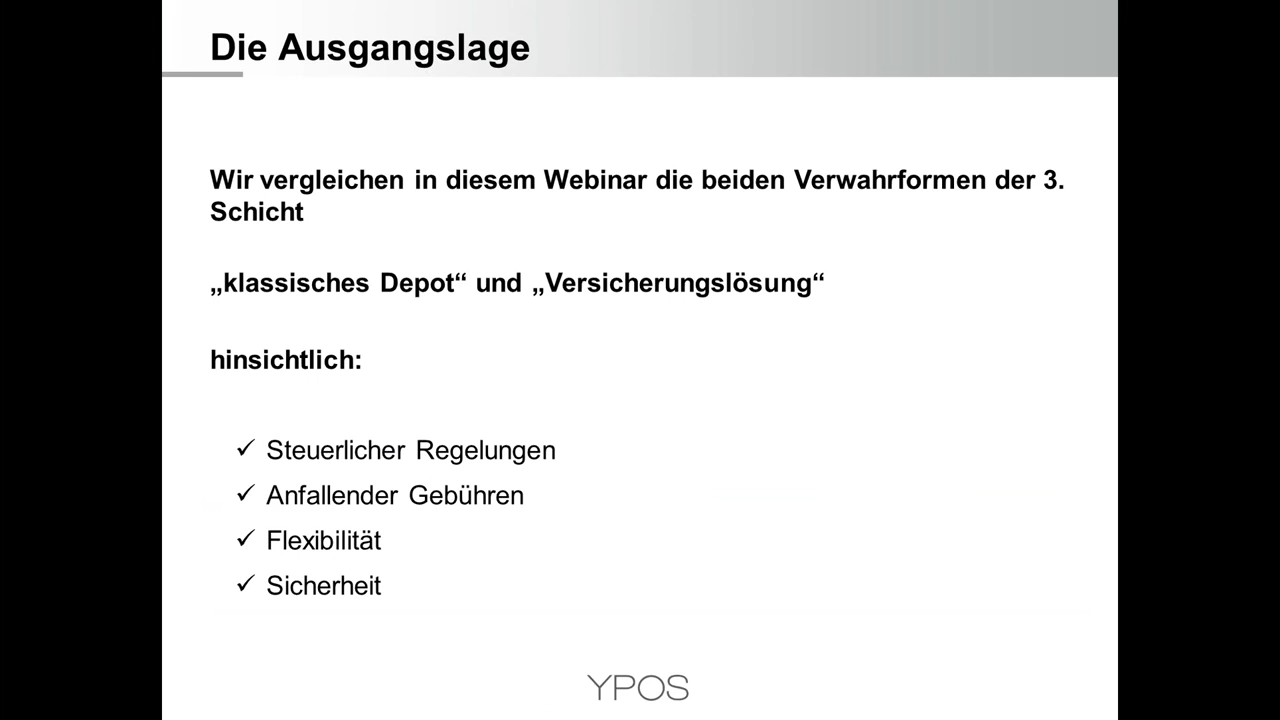 Die Ausgangslage
Wir vergleichen in diesem Webinar die beiden Verwahrformen der 3.
Schicht
„klassisches Depot“ und „Versicherungslösung“
hinsichtlich:
✓ Steuerlicher Regelungen
✓ Anfallender Gebühren
✓ Flexibilität
✓ Sicherheit
YPOS